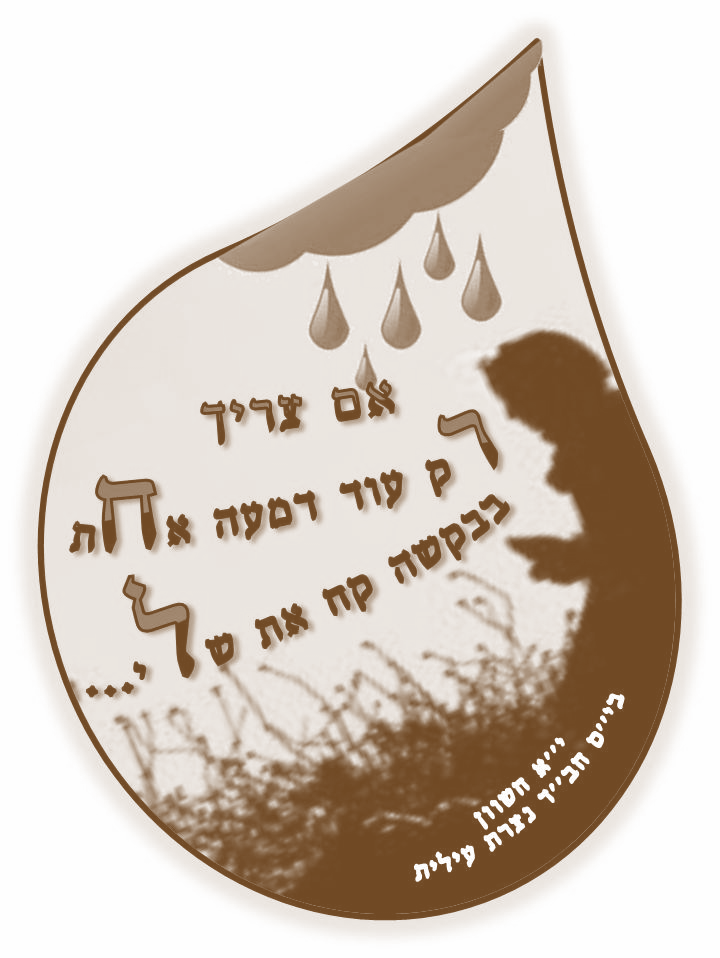 אם צריך
רק עוד דמעה אחת
בבקשה קח את שלי...
י"א חשוון
בי"ס חב"ד נצרת עילית